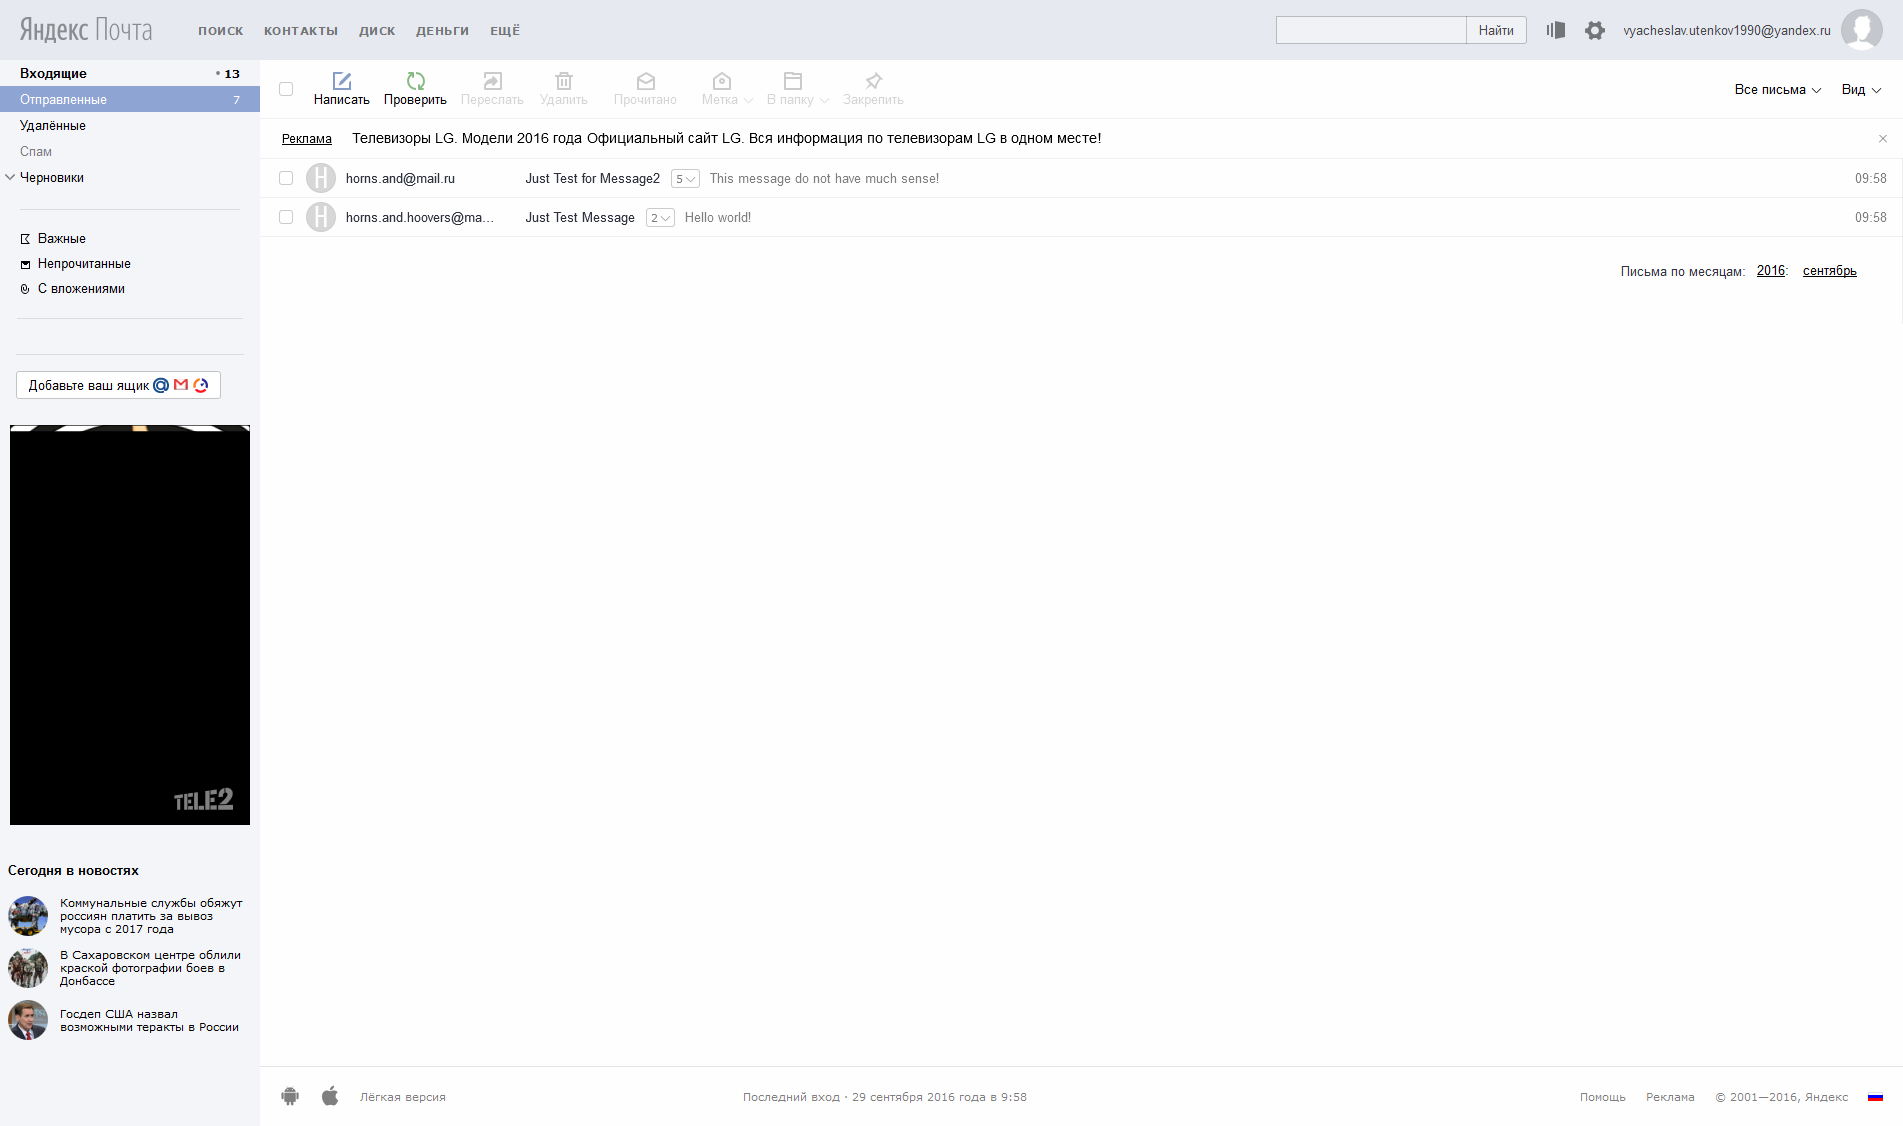 Яндекс Почта
ПОИСК КОНТАКТЫ ДИСК ДЕНЬГИ ЕЩЁ
Найти
vyacheslav.utenkov1990@yandex.ru
Входящие • 13
Отправленные 7
Удалённые
Спам
Черновики
Важные
Непрочитанные
С вложениями
Добавьте ваш ящик
TELE2
Сегодня в новостях
Коммунальные службы обяжут
россиян платить за вывоз
мусора с 2017 года
В Сахаровском центре облили
краской фотографии боев в
Донбассе
Госдеп США назвал
возможными теракты в России
Написать Проверить Переслать Удалить Прочитано Метка В папку Закрепить
Все письма Вид
Реклама Телевизоры LG. Модели 2016 года Официальный сайт LG. Вся информация по телевизорам LG в одном месте!
H horns.and@mail.ru Just Test for Message2 5 This message do not have much sense! 09:58
H horns.and.hoovers@ma... Just Test Message 2 Hello world! 09:58
Письма по месяцам: 2016: сентябрь
Лёгкая версия
Последний вход · 29 сентября 2016 года в 9:58
Помощь Реклама © 2001—2016, Яндекс